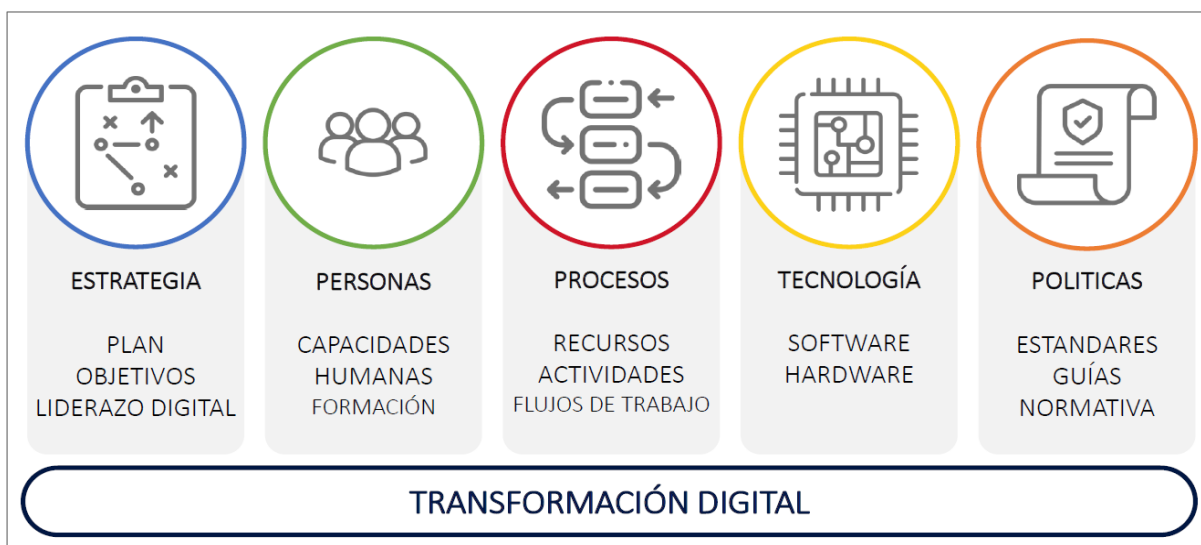 ESTRATEGIA
PLAN
OBJETIVOS
LIDERAZO DIGITAL
PERSONAS
CAPACIDADES
HUMANAS
FORMACIÓN
PROCESOS
RECURSOS
ACTIVIDADES
FLUJOS DE TRABAJO
TECNOLOGÍA
SOFTWARE
HARDWARE
POLITICAS
ESTANDARES
GUÍAS
NORMATIVA
TRANSFORMACIÓN DIGITAL